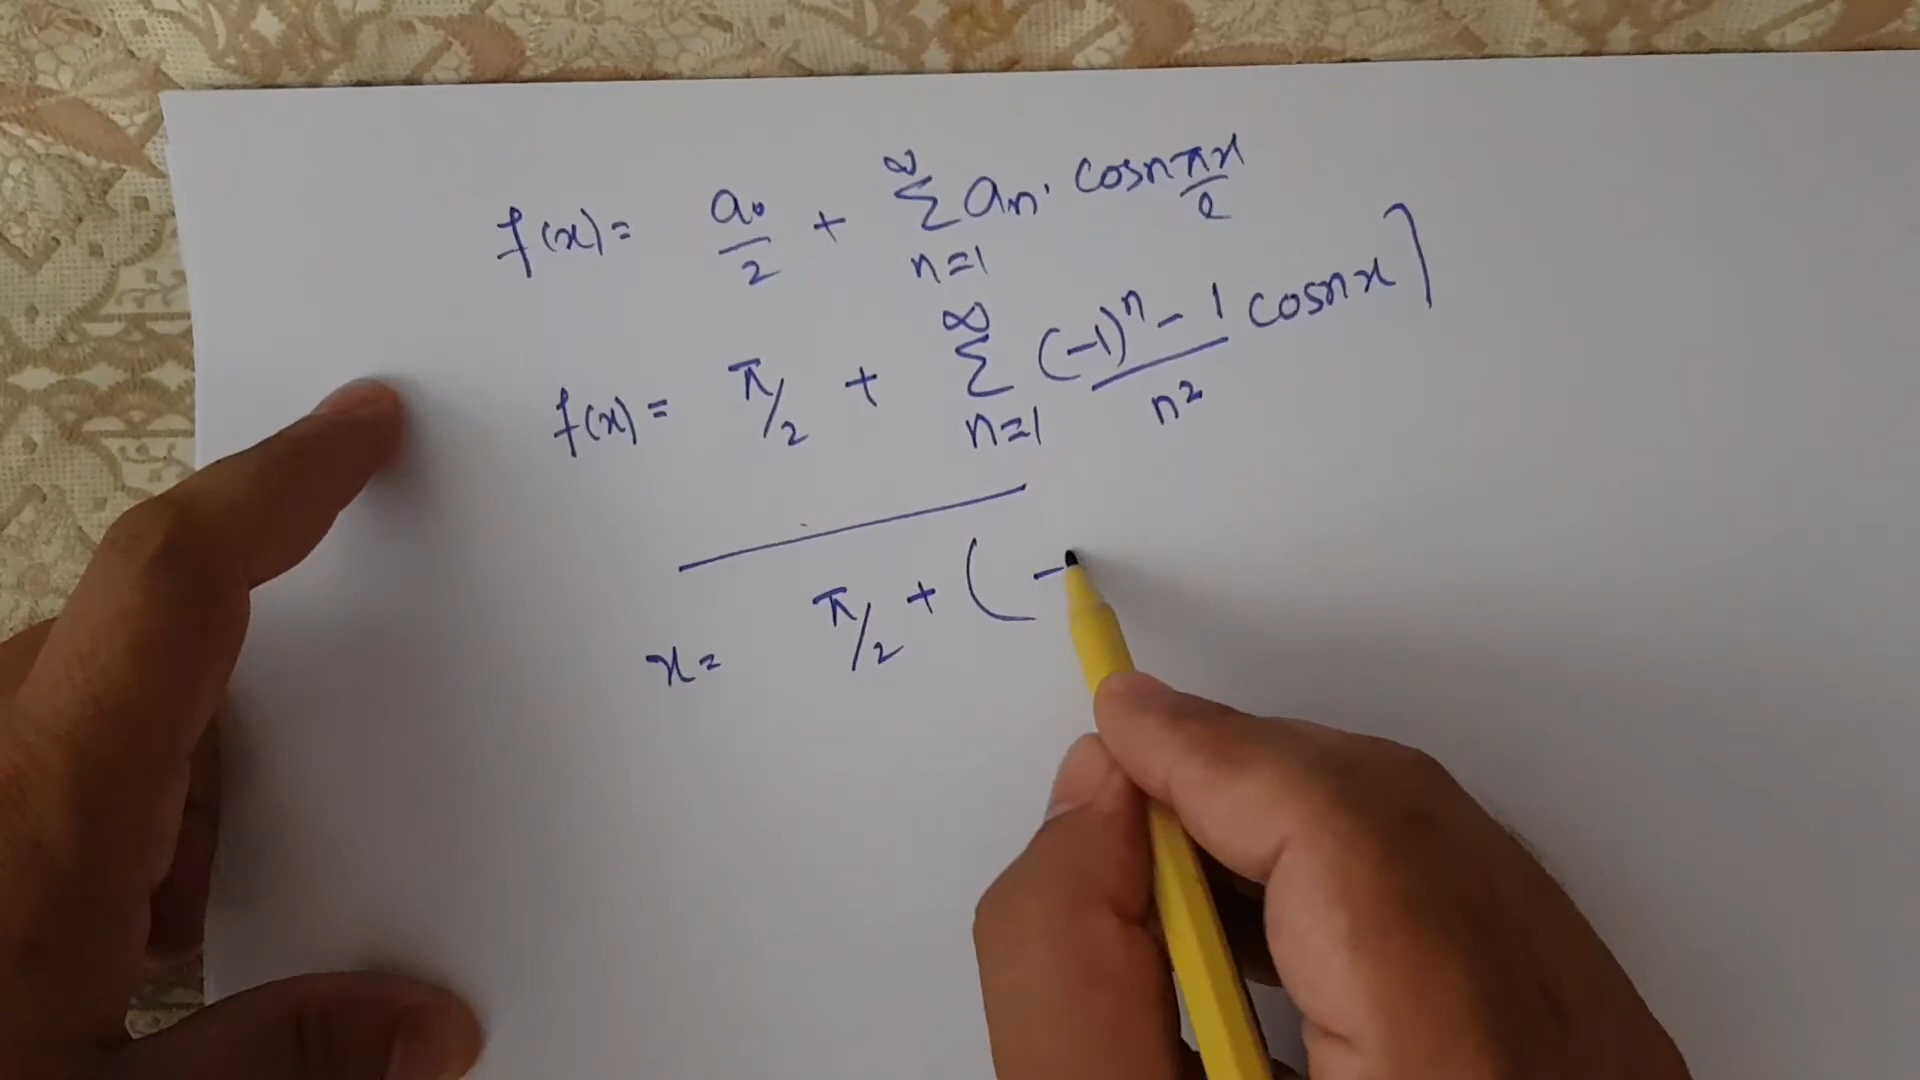 f(x) = a₀/2 + ∞ Σ n=1 aₙ · cos nπx/l
f(x) = π/2 + ∞ Σ n=1 (-1)ⁿ - 1/n² cos nx ]
x = π/2 + ( -